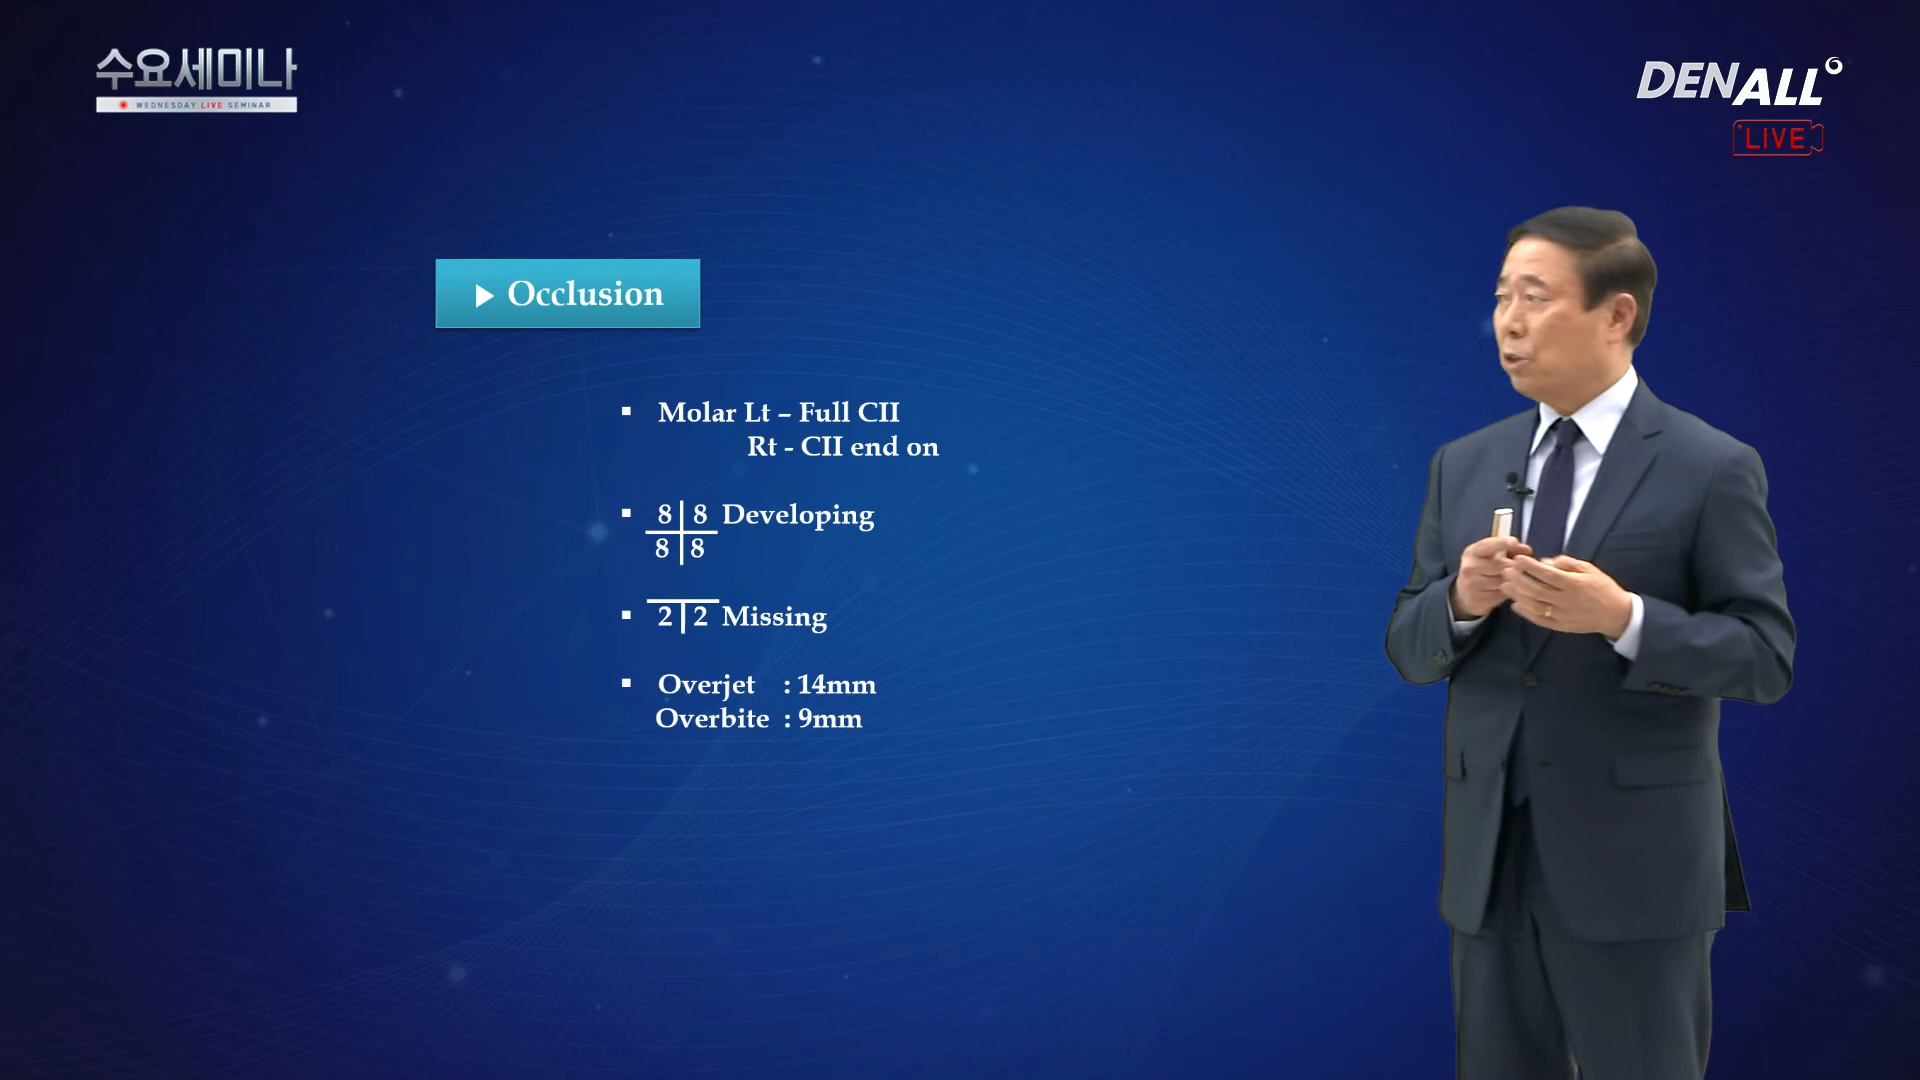 수요세미나
WEDNESDAY LIVE SEMINAR
DENALL
LIVE
▶ Occlusion
▪ Molar Lt – Full CII
Rt - CII end on
▪ 8 | 8 Developing
8 | 8
▪ 2 | 2 Missing
▪ Overjet : 14mm
Overbite : 9mm